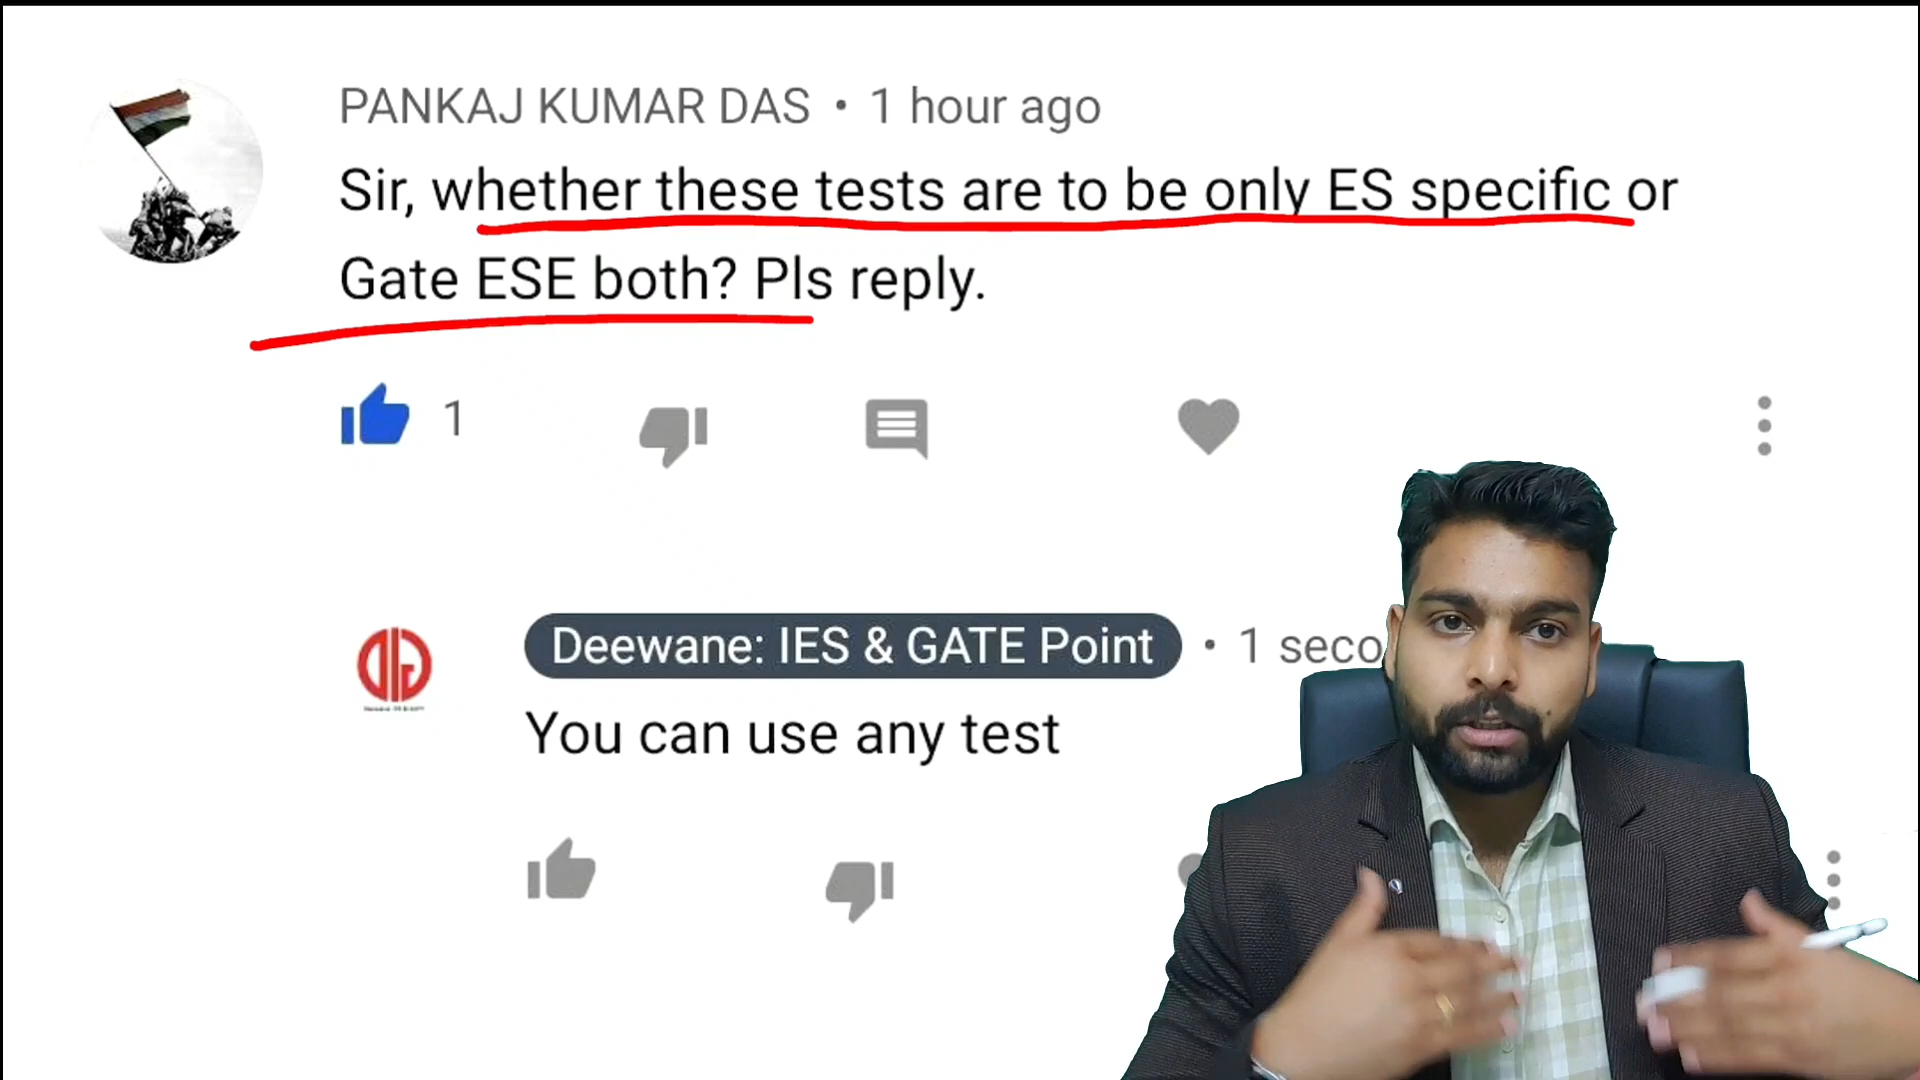 PANKAJ KUMAR DAS • 1 hour ago
Sir, whether these tests are to be only ES specific or
Gate ESE both? Pls reply.
1
Deewane: IES & GATE Point • 1 seco
You can use any test